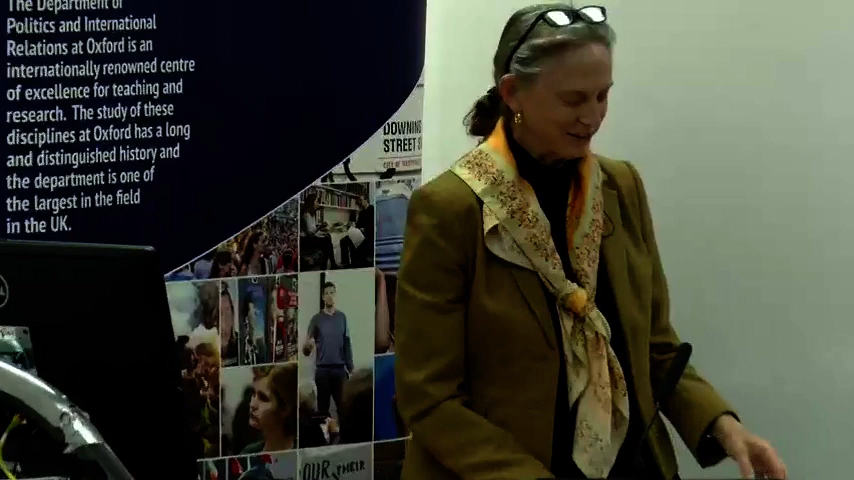 The Department of
Politics and International
Relations at Oxford is an
internationally renowned centre
of excellence for teaching and
research. The study of these
disciplines at Oxford has a long
and distinguished history and
the department is one of
the largest in the field
in the UK.
DOWNING
STREET
OUR THEIR